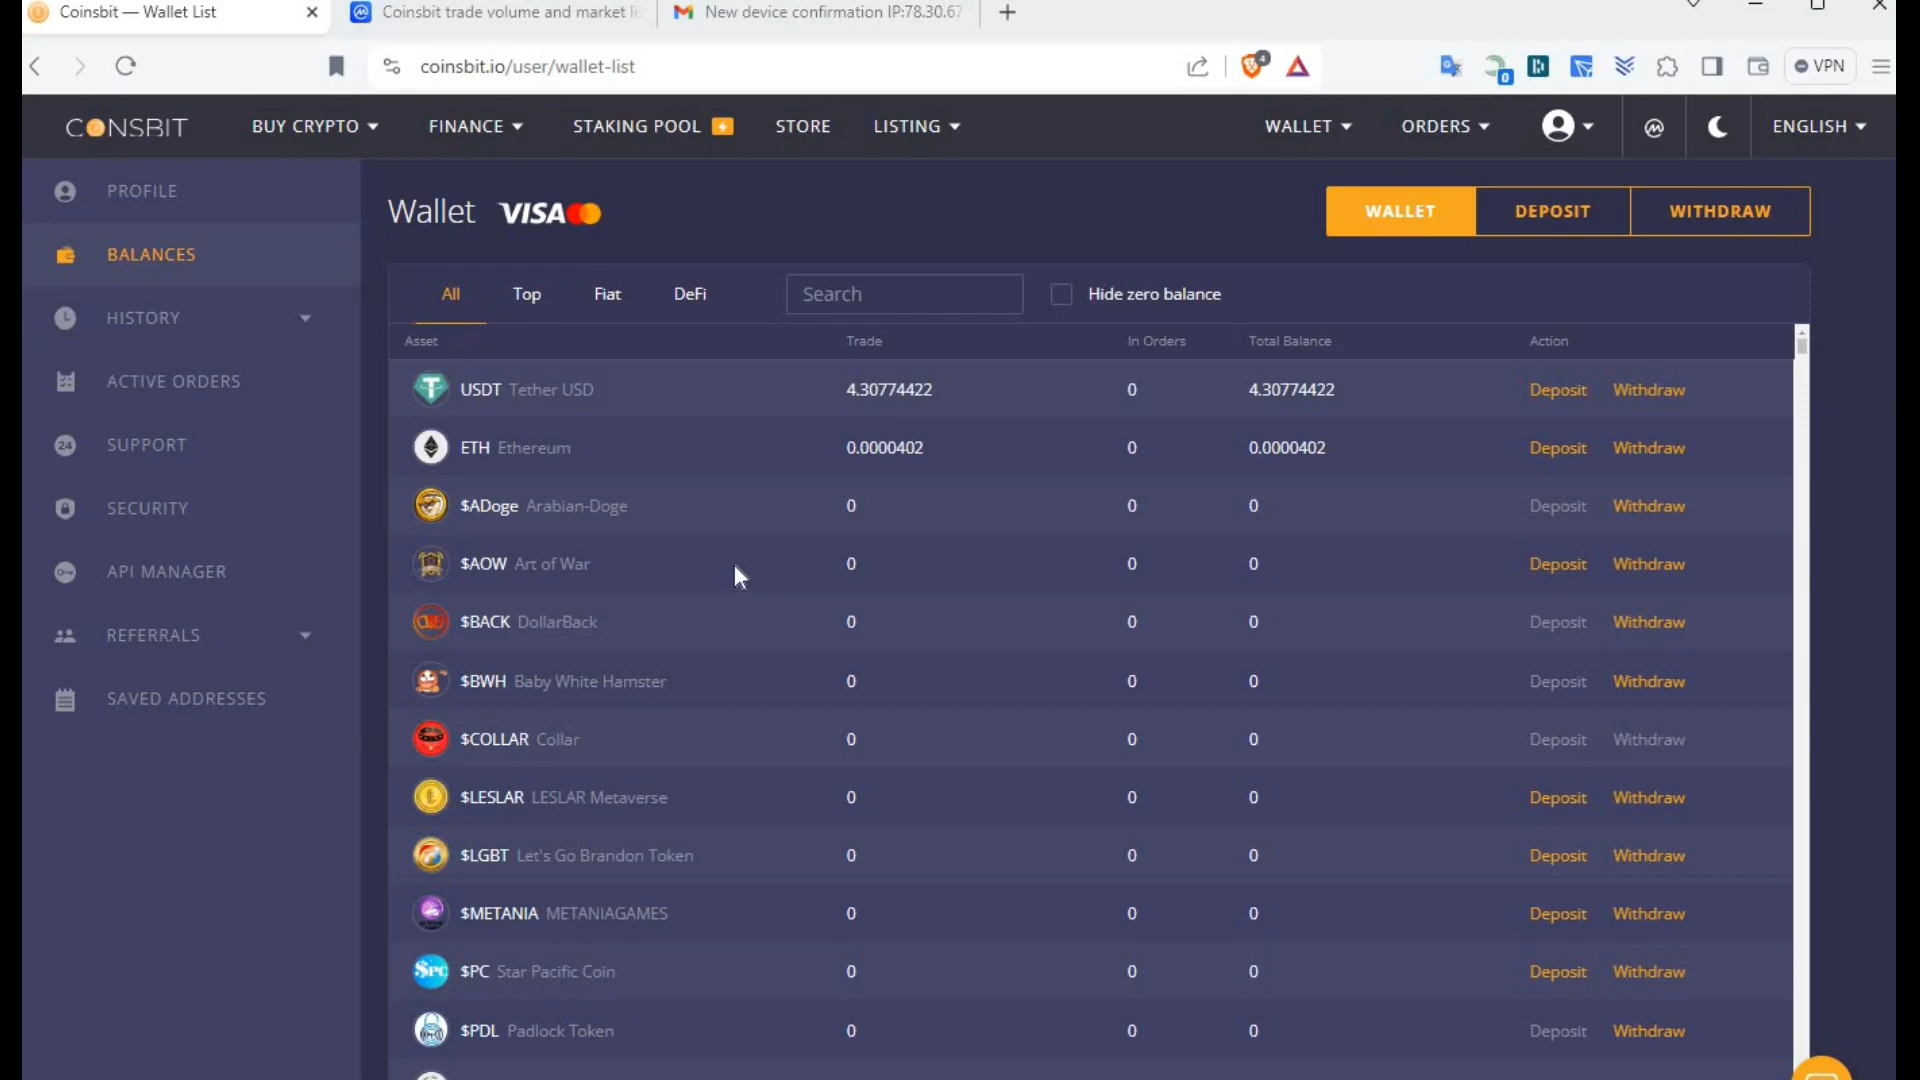 Coinsbit — Wallet List
Coinsbit trade volume and market li
New device confirmation IP:78.30.67
coinsbit.io/user/wallet-list
4
0
VPN
COINSBIT
BUY CRYPTO
FINANCE
STAKING POOL
STORE
LISTING
WALLET
ORDERS
ENGLISH
PROFILE
BALANCES
HISTORY
ACTIVE ORDERS
24 SUPPORT
SECURITY
API MANAGER
REFERRALS
SAVED ADDRESSES
Wallet VISA
WALLET DEPOSIT WITHDRAW
All Top Fiat DeFi Search Hide zero balance
Asset Trade In Orders Total Balance Action
USDT Tether USD 4.30774422 0 4.30774422 Deposit Withdraw
ETH Ethereum 0.0000402 0 0.0000402 Deposit Withdraw
$ADoge Arabian-Doge 0 0 0 Deposit Withdraw
$AOW Art of War 0 0 0 Deposit Withdraw
$BACK DollarBack 0 0 0 Deposit Withdraw
$BWH Baby White Hamster 0 0 0 Deposit Withdraw
$COLLAR Collar 0 0 0 Deposit Withdraw
$LESLAR LESLAR Metaverse 0 0 0 Deposit Withdraw
$LGBT Let's Go Brandon Token 0 0 0 Deposit Withdraw
$METANIA METANIAGAMES 0 0 0 Deposit Withdraw
$PC $PC Star Pacific Coin 0 0 0 Deposit Withdraw
$PDL Padlock Token 0 0 0 Deposit Withdraw